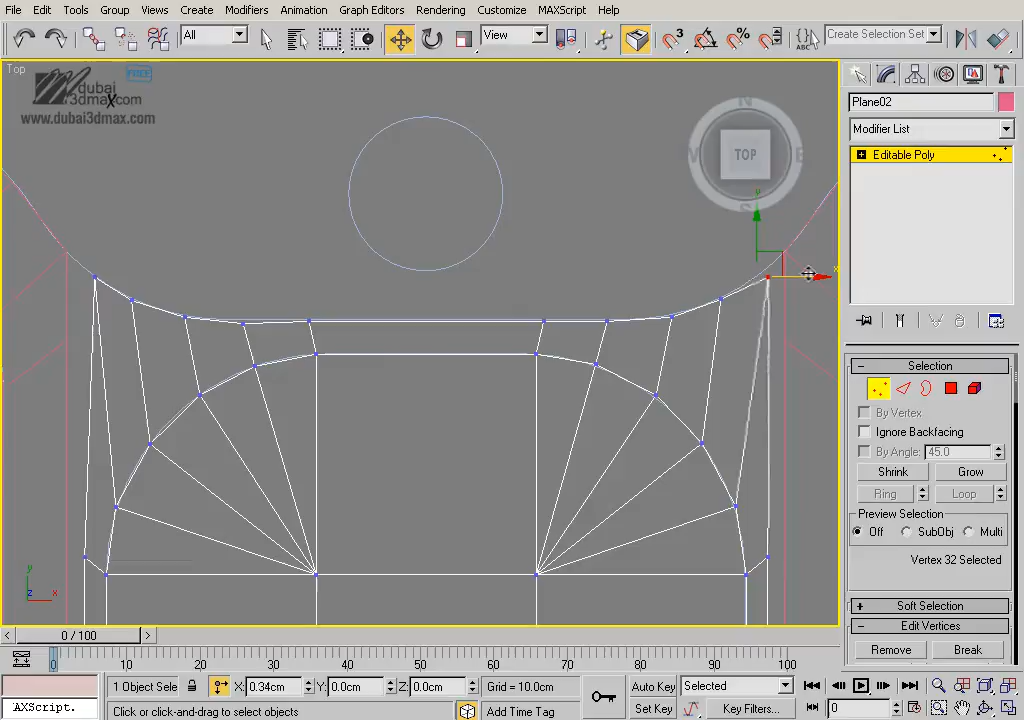 File Edit Tools Group Views Create Modifiers Animation Graph Editors Rendering Customize MAXScript Help
All View 3 % ABC Create Selection Set
Top
FREE
dubai
3dmaxcom
www.dubai3dmax.com
N
TOP
S
y
x
y
z x
Plane02
Modifier List
Editable Poly
Selection
By Vertex
Ignore Backfacing
By Angle: 45.0
Shrink Grow
Ring Loop
Preview Selection
Off SubObj Multi
Vertex 32 Selected
Soft Selection
Edit Vertices
Remove Break
< 0 / 100 >
0 10 20 30 40 50 60 70 80 90 100
1 Object Sele X: 0.34cm Y: 0.0cm Z: 0.0cm Grid = 10.0cm Auto Key Selected
AXScript. Click or click-and-drag to select objects Add Time Tag Set Key Key Filters... 0